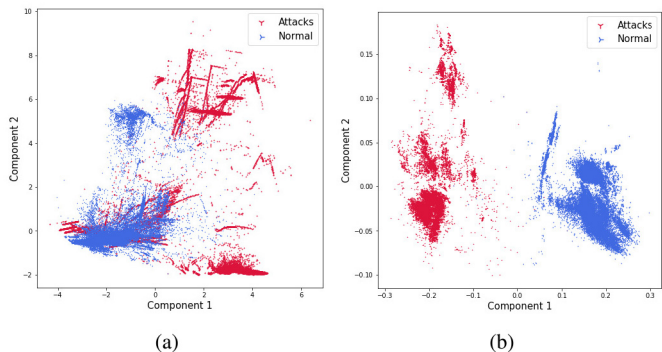 10
8
6
4
2
0
−2
−4
−2
0
2
4
6
Component 2
Component 1
Attacks
Normal
(a)
0.15
0.10
0.05
0.00
−0.05
−0.10
−0.3
−0.2
−0.1
0.0
0.1
0.2
0.3
Component 2
Component 1
Attacks
Normal
(b)